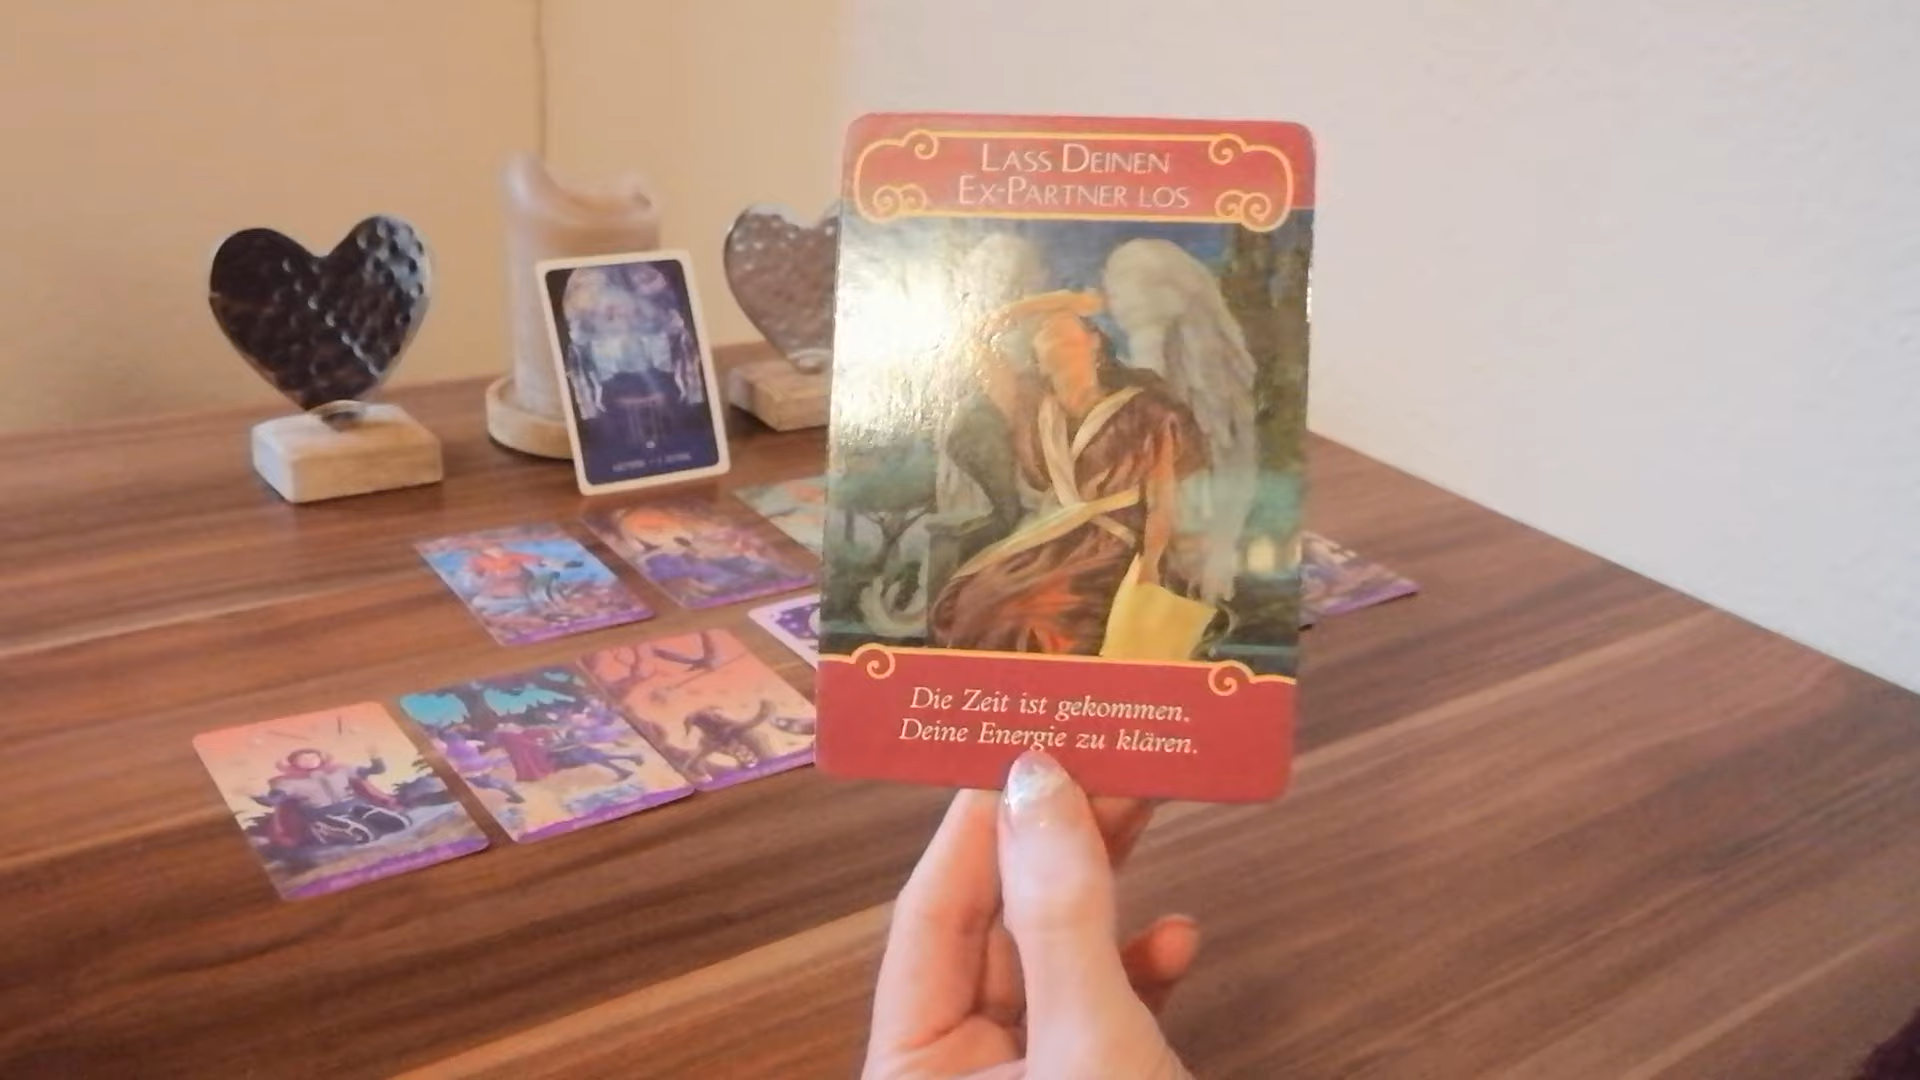 LASS DEINEN
EX-PARTNER LOS
Die Zeit ist gekommen.
Deine Energie zu klären.